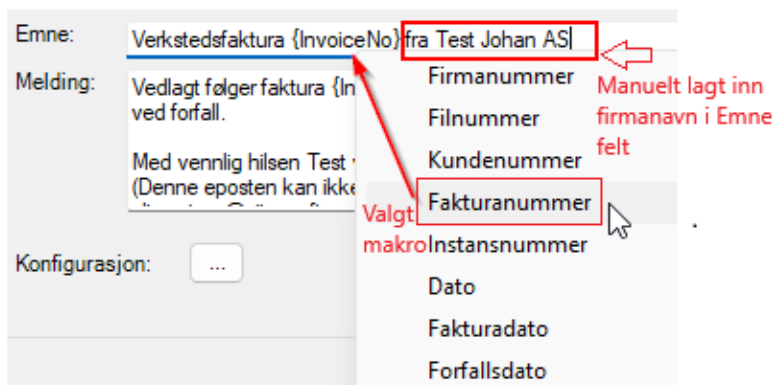 Emne:
Verkstedsfaktura {InvoiceNo} fra Test Johan AS
Melding:
Vedlagt følger faktura {In
ved forfall.
Med vennlig hilsen Test
(Denne eposten kan ikke
Konfigurasjon:
...
Firmanummer
Filnummer
Kundenummer
Fakturanummer
Instansnummer
Dato
Fakturadato
Forfallsdato
Manuelt lagt inn
firmanavn i Emne
felt
Valgt
makro
.